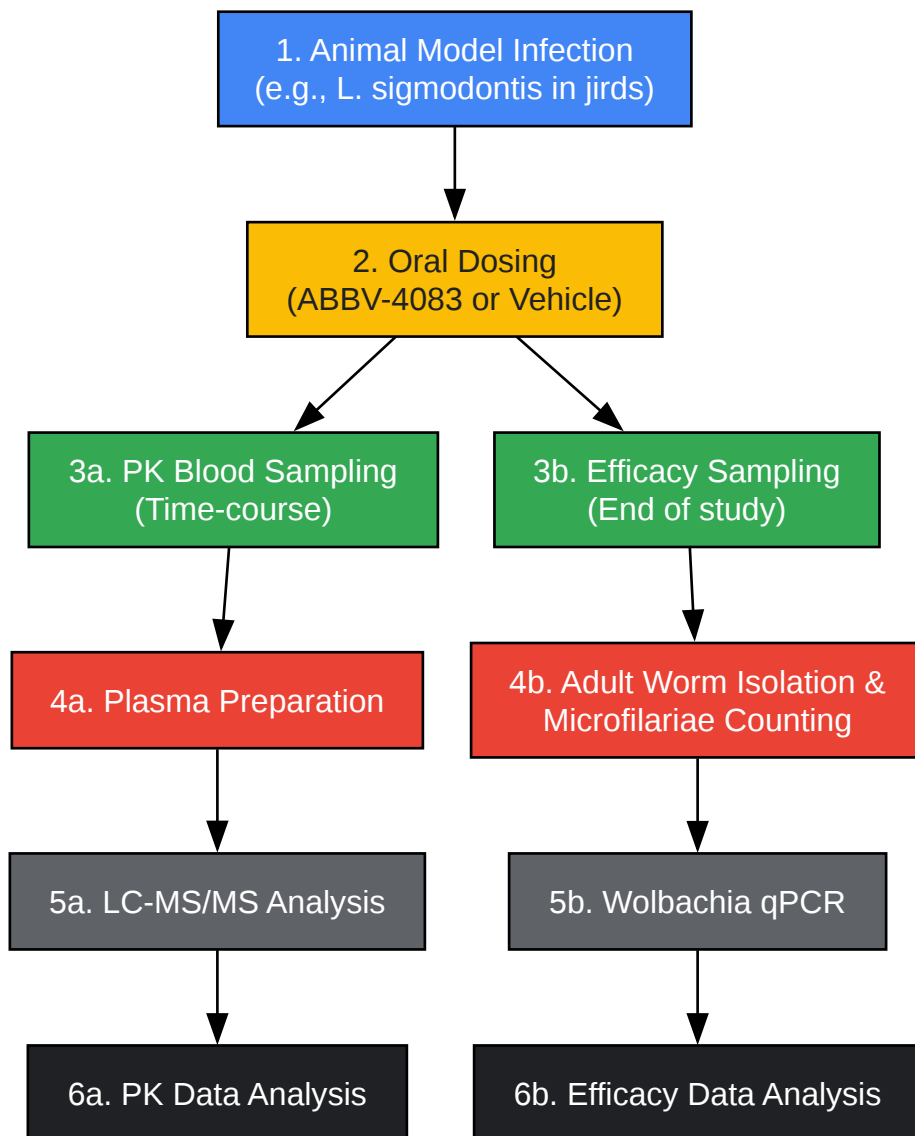 1. Animal Model Infection
(e.g., L. sigmodontis in jirds)
2. Oral Dosing
(ABBV-4083 or Vehicle)
3a. PK Blood Sampling
(Time-course)
3b. Efficacy Sampling
(End of study)
4a. Plasma Preparation
4b. Adult Worm Isolation &
Microfilariae Counting
5a. LC-MS/MS Analysis
5b. Wolbachia qPCR
6a. PK Data Analysis
6b. Efficacy Data Analysis